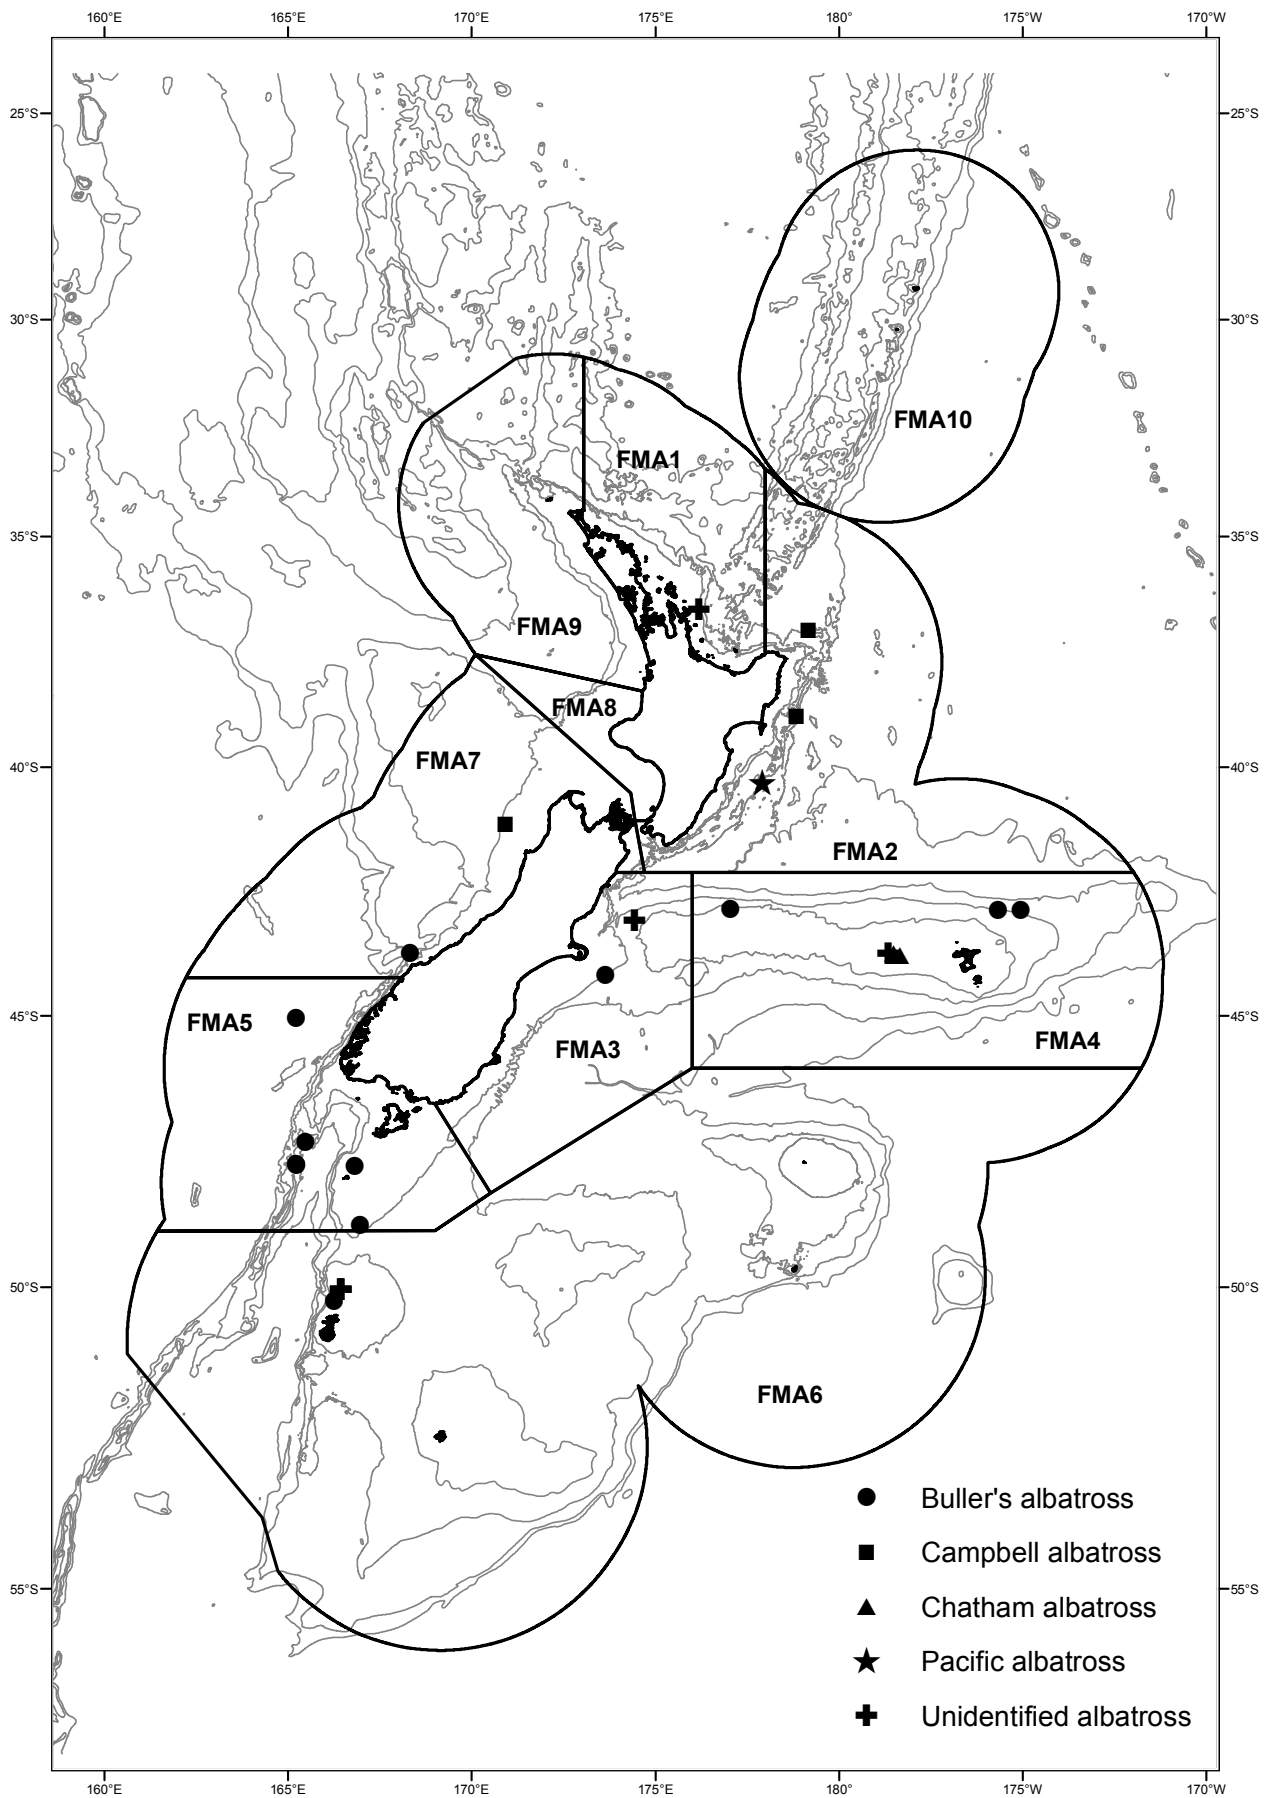 160°E 165°E 170°E 175°E 180° 175°W 170°W
25°S 25°S
30°S 30°S
FMA10
FMA1
35°S 35°S
FMA9
FMA8
FMA7
40°S 40°S
FMA2
45°S 45°S
FMA5
FMA4
FMA3
50°S 50°S
FMA6
Buller's albatross
Campbell albatross
55°S 55°S
Chatham albatross
Pacific albatross
Unidentified albatross
160°E 165°E 170°E 175°E 180° 175°W 170°W